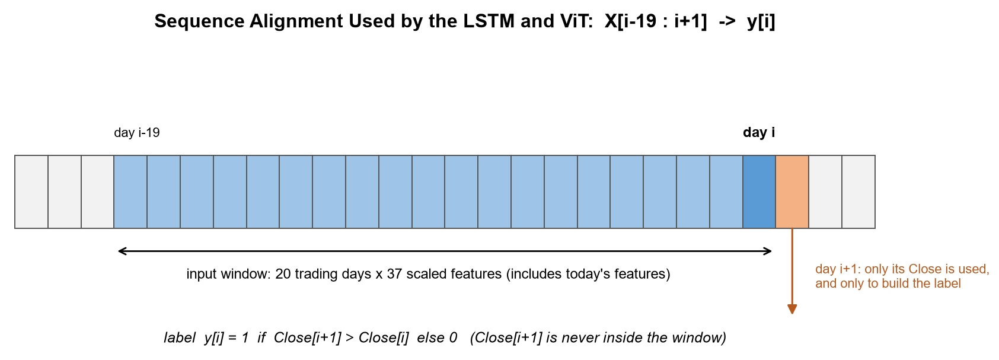 Sequence Alignment Used by the LSTM and ViT:  X[i-19 : i+1]  ->  y[i]
day i-19
day i
input window: 20 trading days x 37 scaled features (includes today's features)
day i+1: only its Close is used,
and only to build the label
label  y[i] = 1  if  Close[i+1] > Close[i]  else 0   (Close[i+1] is never inside the window)